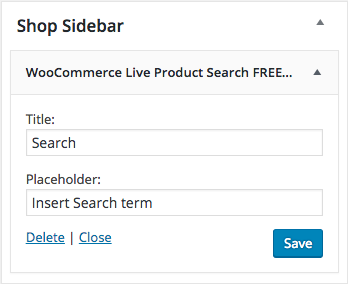 Shop Sidebar
WooCommerce Live Product Search FREE...
Title:
Search
Placeholder:
Insert Search term
Delete | Close
Save